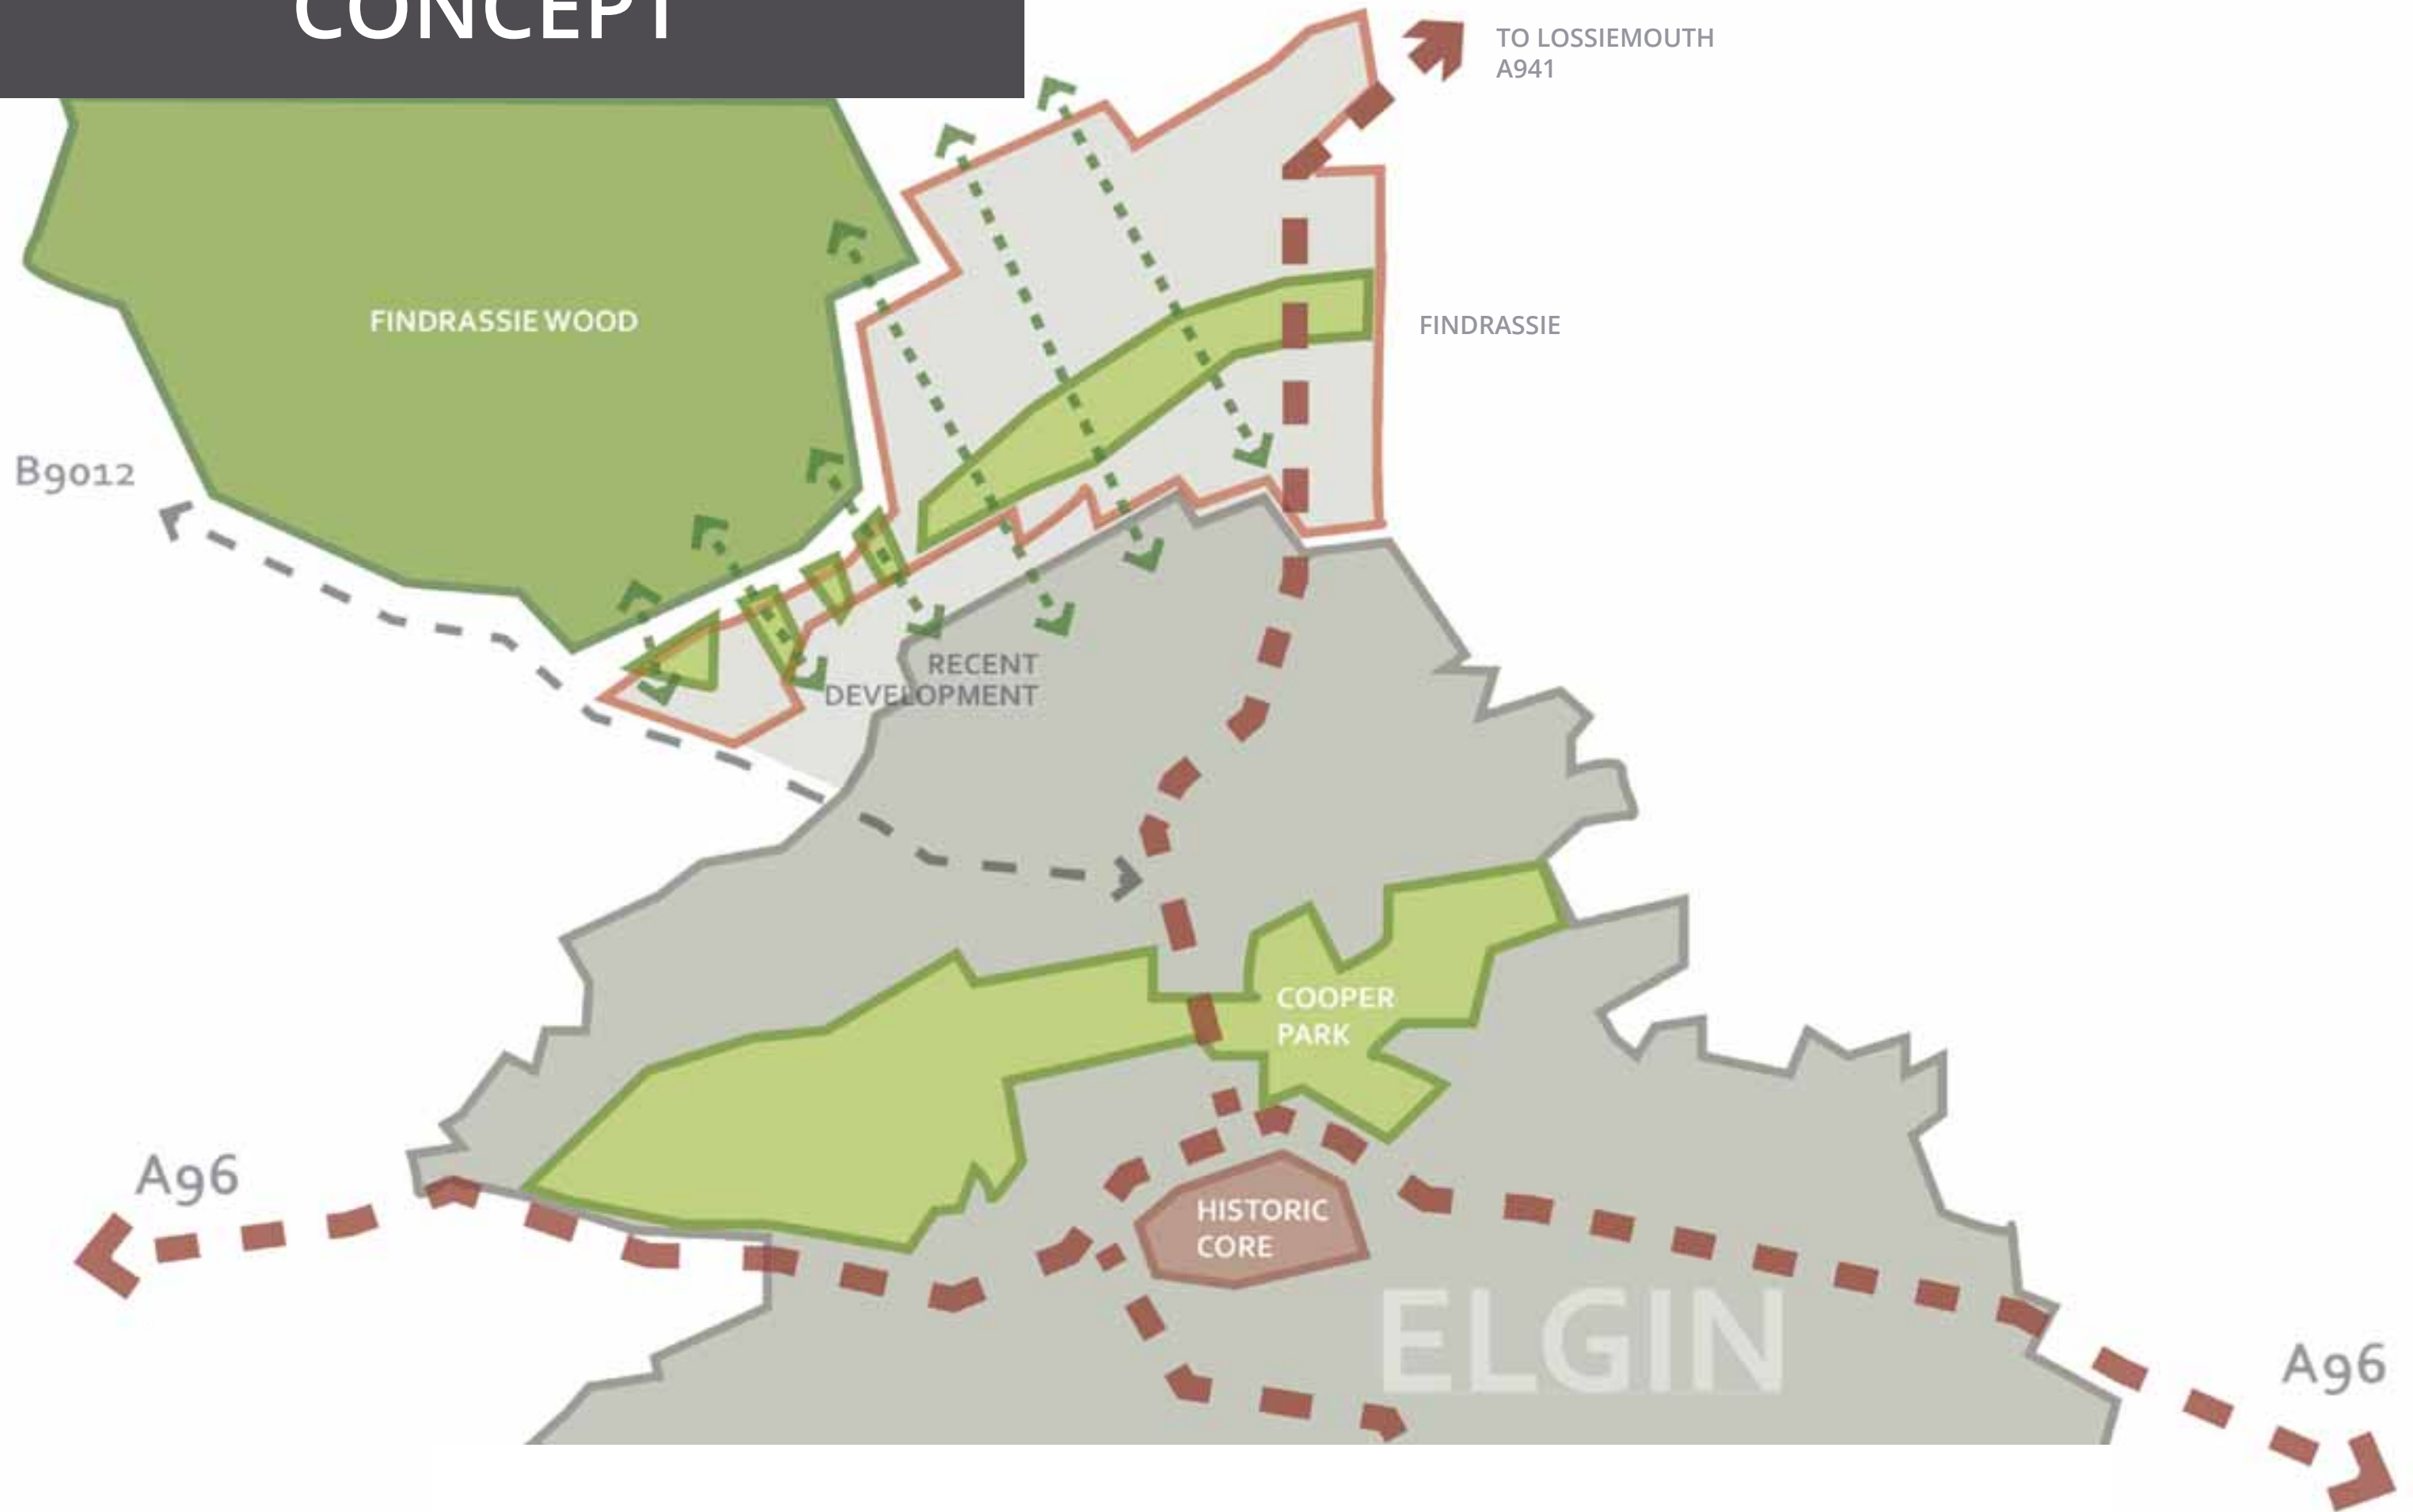 CONCEPT
TO LOSSIEMOUTH
A941
FINDRASSIE WOOD
FINDRASSIE
B9012
RECENT
DEVELOPMENT
COOPER
PARK
A96
HISTORIC
CORE
ELGIN
A96